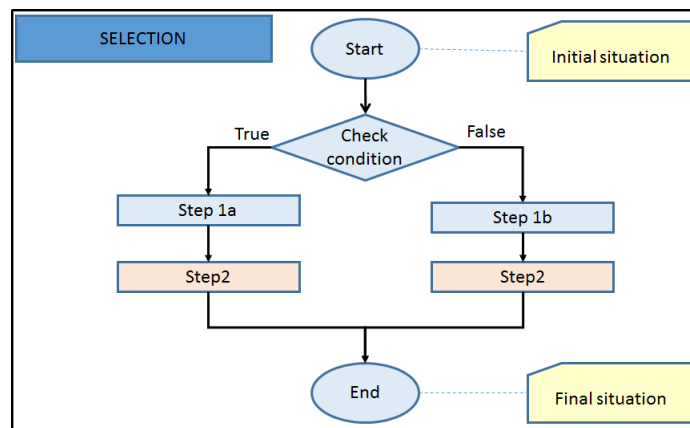 SELECTION
Start
Initial situation
True
Check
condition
False
Step 1a
Step 1b
Step2
Step2
End
Final situation